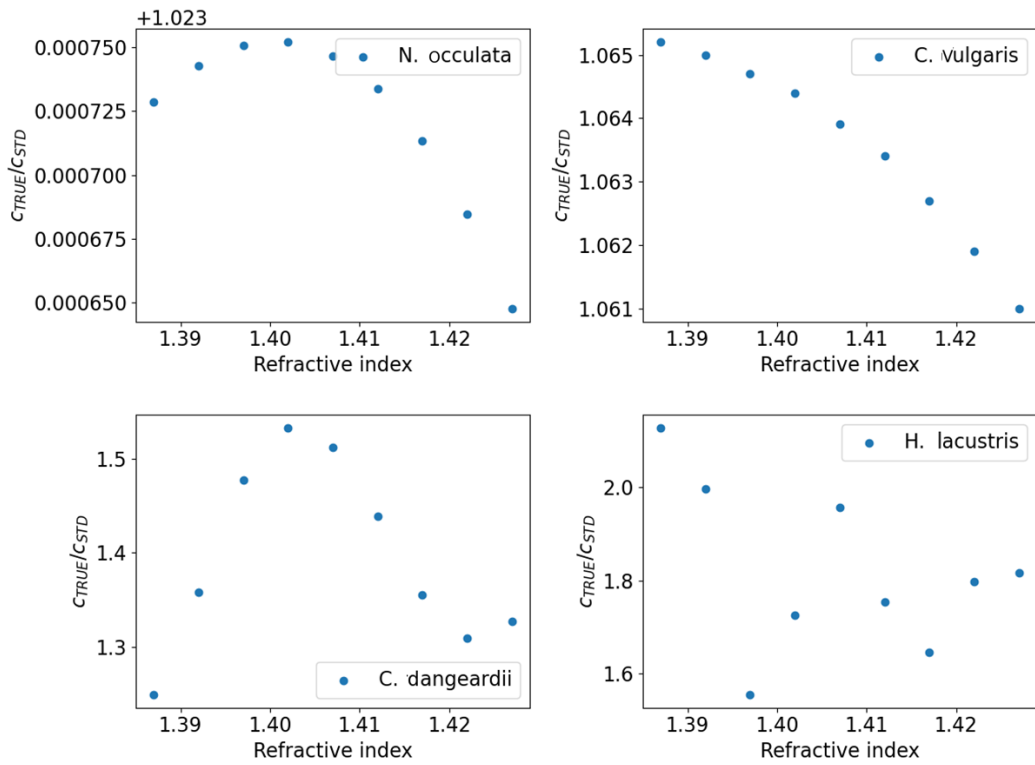 +1.023
0.000750
0.000725
0.000700
0.000675
0.000650
c_TRUE/c_STD
N. occulata
1.39 1.40 1.41 1.42
Refractive index
1.065
1.064
1.063
1.062
1.061
c_TRUE/c_STD
C. vulgaris
1.39 1.40 1.41 1.42
Refractive index
1.5
1.4
1.3
c_TRUE/c_STD
C. dangeardii
1.39 1.40 1.41 1.42
Refractive index
2.0
1.8
1.6
c_TRUE/c_STD
H. lacustris
1.39 1.40 1.41 1.42
Refractive index